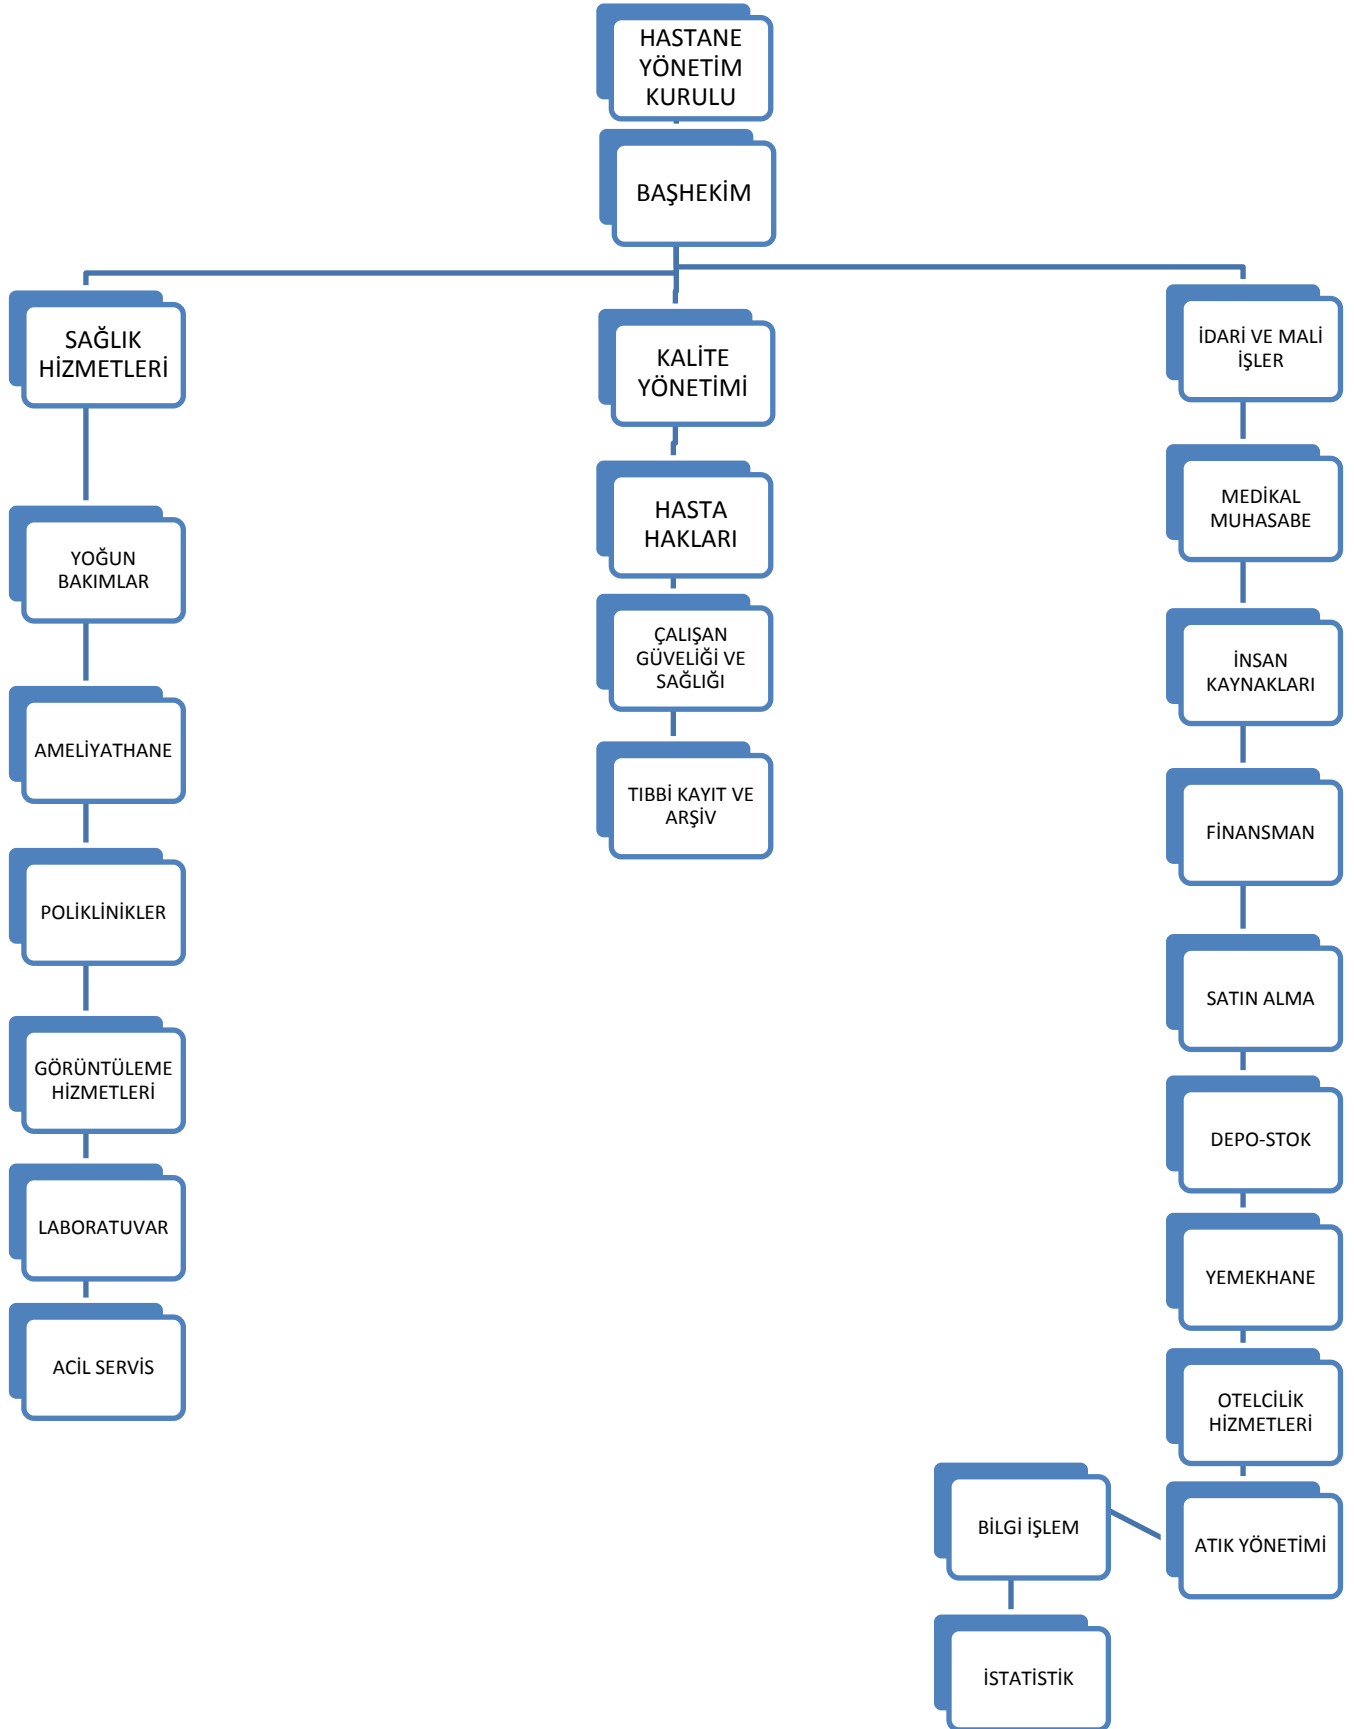 HASTANE
YÖNETİM
KURULU
BAŞHEKİM
SAĞLIK
HİZMETLERİ
YOĞUN
BAKIMLAR
AMELİYATHANE
POLİKLİNİKLER
GÖRÜNTÜLEME
HİZMETLERİ
LABORATUVAR
ACİL SERVİS
KALİTE
YÖNETİMİ
HASTA
HAKLARI
ÇALIŞAN
GÜVELİĞİ VE
SAĞLIĞI
TIBBİ KAYIT VE
ARŞİV
İDARİ VE MALİ
İŞLER
MEDİKAL
MUHASABE
İNSAN
KAYNAKLARI
FİNANSMAN
SATIN ALMA
DEPO-STOK
YEMEKHANE
OTELCİLİK
HİZMETLERİ
ATIK YÖNETİMİ
BİLGİ İŞLEM
İSTATİSTİK